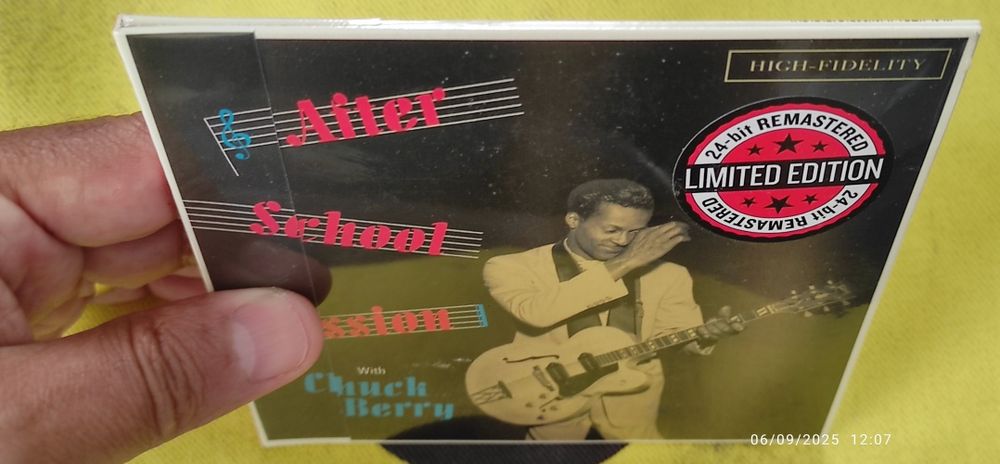 HIGH-FIDELITY
After
24-bit REMASTERED
LIMITED EDITION
24-bit REMASTERED
School
ssion
With
Chuck
Berry
06/09/2025 12:07